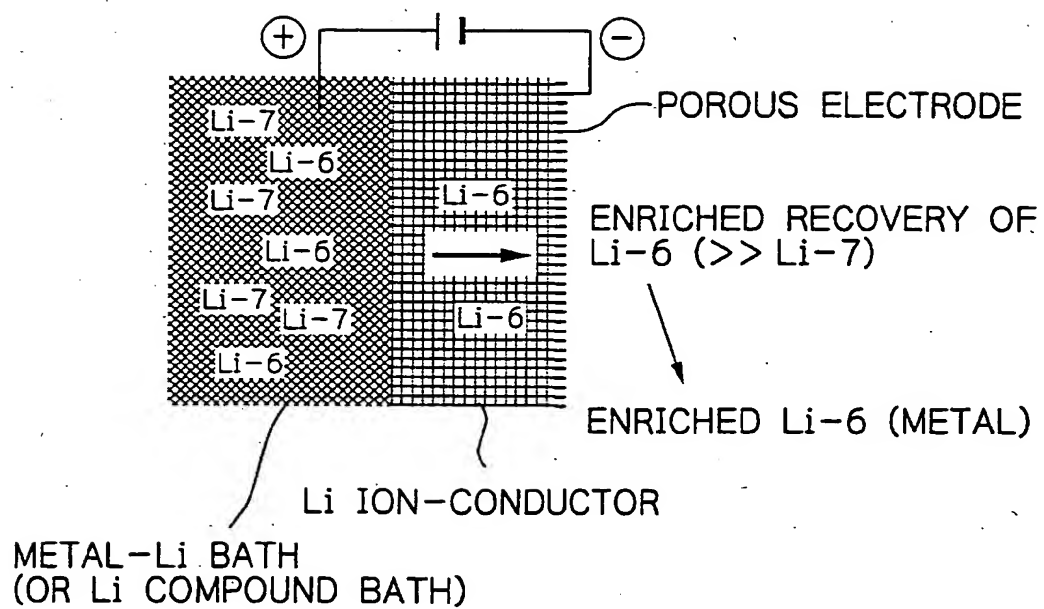 +
−
Li-7
Li-6
Li-7
Li-6
Li-7
Li-7
Li-6
Li-6
Li-6
POROUS ELECTRODE
ENRICHED RECOVERY OF
Li-6 (>> Li-7)
ENRICHED Li-6 (METAL)
Li ION-CONDUCTOR
METAL-Li BATH
(OR Li COMPOUND BATH)